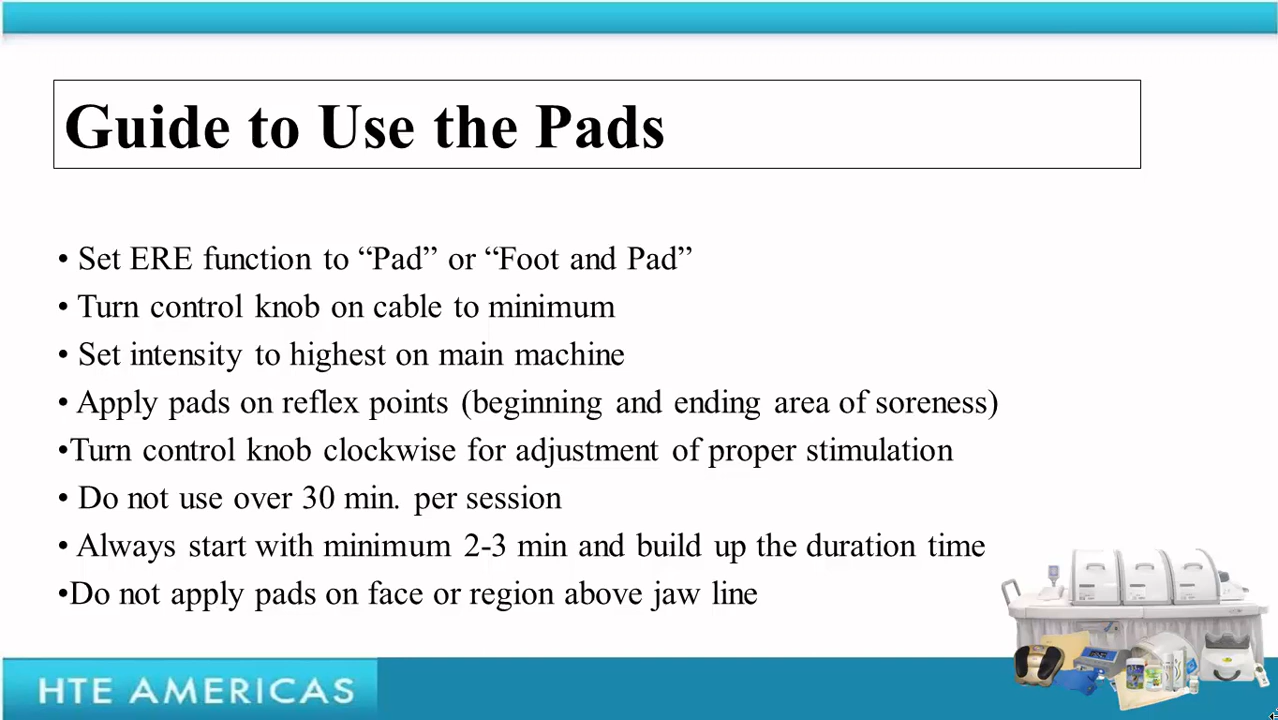 Guide to Use the Pads
• Set ERE function to “Pad” or “Foot and Pad”
• Turn control knob on cable to minimum
• Set intensity to highest on main machine
• Apply pads on reflex points (beginning and ending area of soreness)
•Turn control knob clockwise for adjustment of proper stimulation
• Do not use over 30 min. per session
• Always start with minimum 2-3 min and build up the duration time
•Do not apply pads on face or region above jaw line
HTE AMERICAS